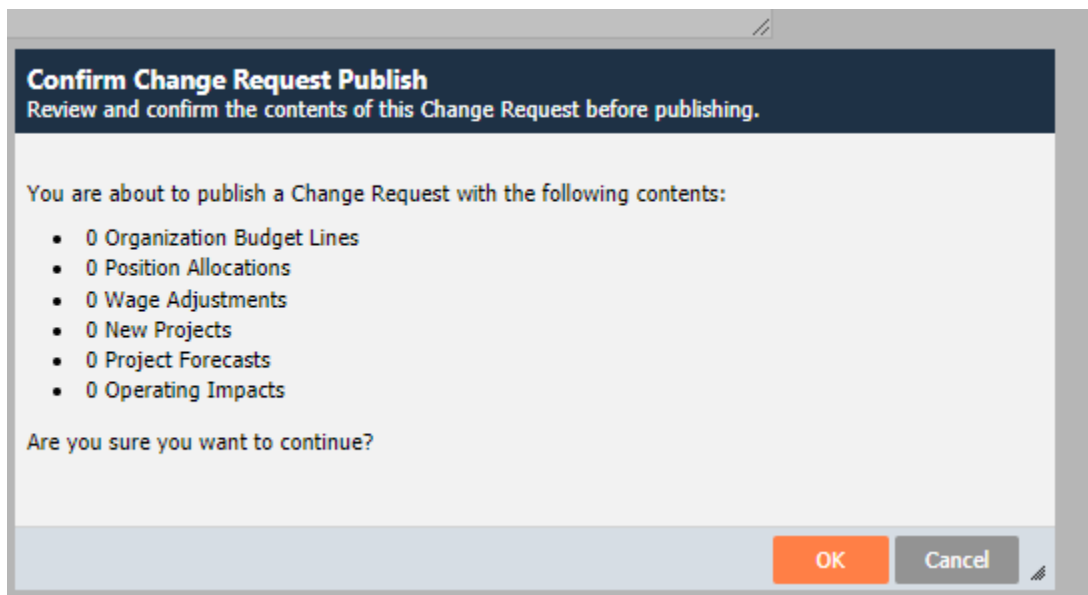 Confirm Change Request Publish
Review and confirm the contents of this Change Request before publishing.
You are about to publish a Change Request with the following contents:
• 0 Organization Budget Lines
• 0 Position Allocations
• 0 Wage Adjustments
• 0 New Projects
• 0 Project Forecasts
• 0 Operating Impacts
Are you sure you want to continue?
OK Cancel